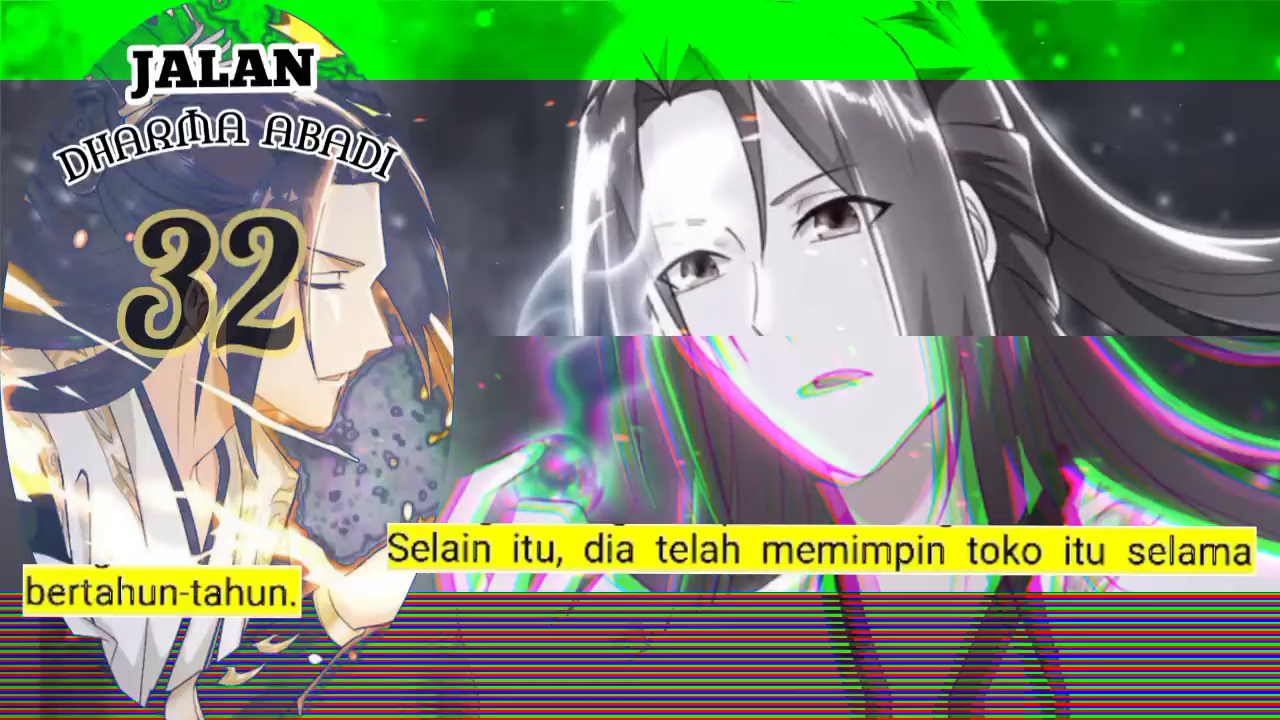 JALAN
DHARMA ABADI
32
Selain itu, dia telah memimpin toko itu selama
bertahun-tahun.